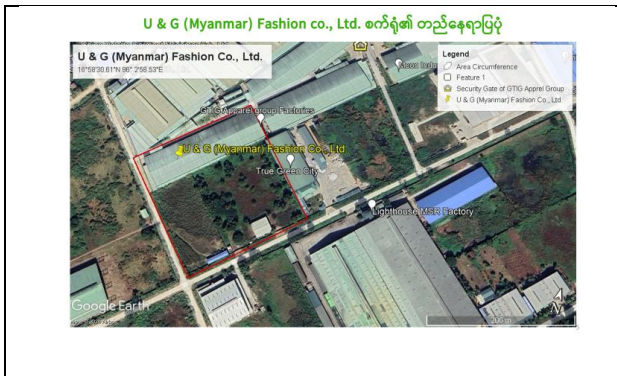 U & G (Myanmar) Fashion co., Ltd. စက်ရုံ၏ တည်နေရာပြပုံ
U & G (Myanmar) Fashion Co., Ltd.
16°58'30.61"N 96° 2'56.53"E
Legend
Area Circumference
Feature 1
Security Gate of GTIG Apprel Group
U & G (Myanmar) Fashion Co., Ltd
GTIG Apparel group Factories
U & G (Myanmar) Fashion Co., Ltd
True Green City
Lighthouse MSR Factory
Google Earth
200 m
N